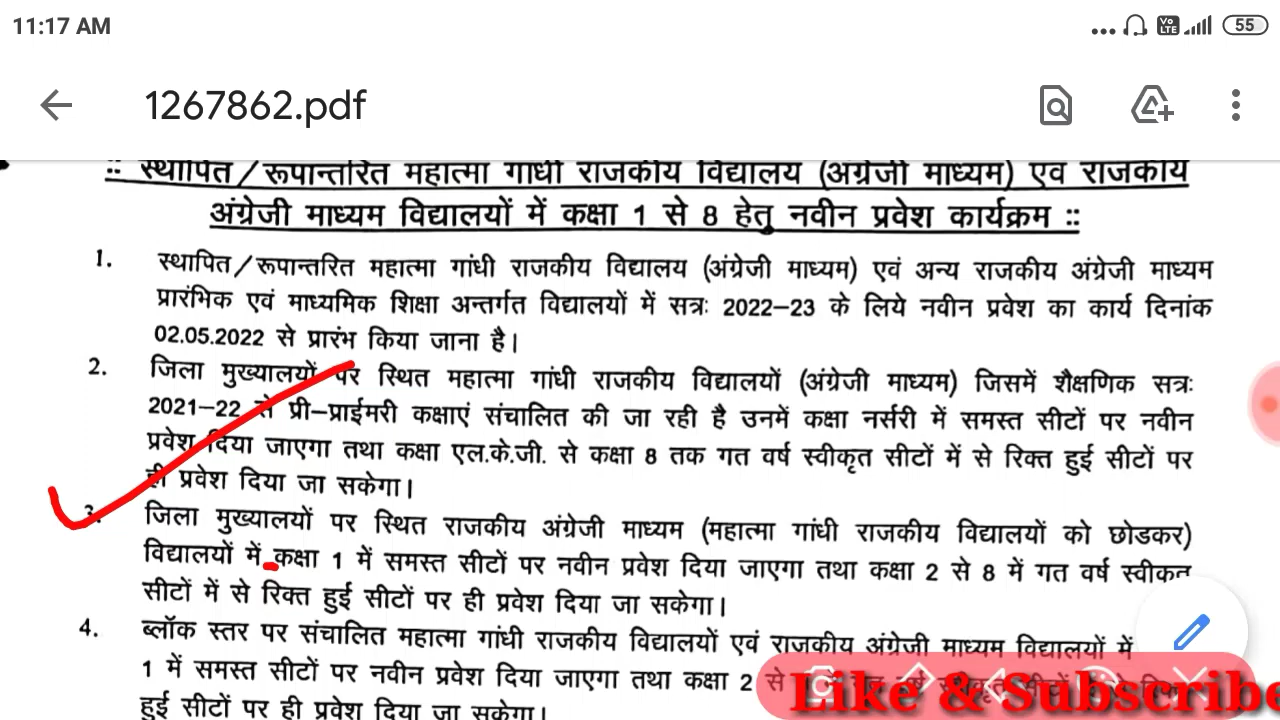 11:17 AM
Vo LTE 55
1267862.pdf
:: स्थापित/रूपान्तरित महात्मा गांधी राजकीय विद्यालय (अंग्रेजी माध्यम) एवं राजकीय
अंग्रेजी माध्यम विद्यालयों में कक्षा 1 से 8 हेतु नवीन प्रवेश कार्यक्रम ::
1. स्थापित/रूपान्तरित महात्मा गांधी राजकीय विद्यालय (अंग्रेजी माध्यम) एवं अन्य राजकीय अंग्रेजी माध्यम
प्रारंभिक एवं माध्यमिक शिक्षा अन्तर्गत विद्यालयों में सत्रः 2022–23 के लिये नवीन प्रवेश का कार्य दिनांक
02.05.2022 से प्रारंभ किया जाना है।
2. जिला मुख्यालयों पर स्थित महात्मा गांधी राजकीय विद्यालयों (अंग्रेजी माध्यम) जिसमें शैक्षणिक सत्रः
2021–22 से प्री–प्राईमरी कक्षाएं संचालित की जा रही है उनमें कक्षा नर्सरी में समस्त सीटों पर नवीन
प्रवेश दिया जाएगा तथा कक्षा एल.के.जी. से कक्षा 8 तक गत वर्ष स्वीकृत सीटों में से रिक्त हुई सीटों पर
ही प्रवेश दिया जा सकेगा।
3. जिला मुख्यालयों पर स्थित राजकीय अंग्रेजी माध्यम (महात्मा गांधी राजकीय विद्यालयों को छोडकर)
विद्यालयों में कक्षा 1 में समस्त सीटों पर नवीन प्रवेश दिया जाएगा तथा कक्षा 2 से 8 में गत वर्ष स्वीकृत
सीटों में से रिक्त हुई सीटों पर ही प्रवेश दिया जा सकेगा।
4. ब्लॉक स्तर पर संचालित महात्मा गांधी राजकीय विद्यालयों एवं राजकीय अंग्रेजी माध्यम विद्यालयों में
1 में समस्त सीटों पर नवीन प्रवेश दिया जाएगा तथा कक्षा 2 से
हुई सीटों पर ही प्रवेश दिया जा सकेगा।
Like & Subscribe